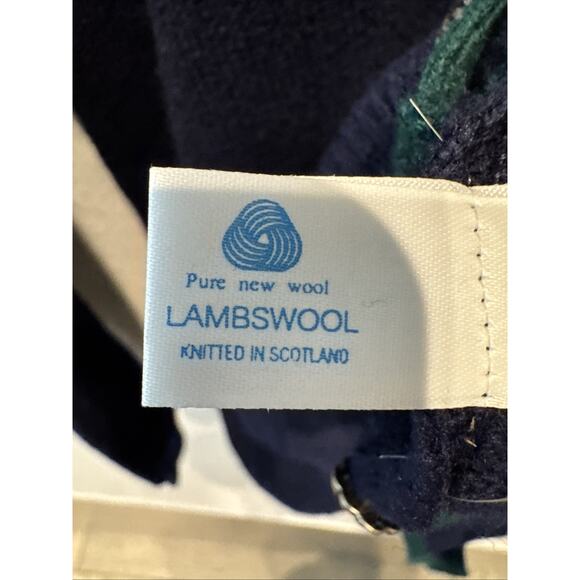 Pure new wool
LAMBSWOOL
KNITTED IN SCOTLAND